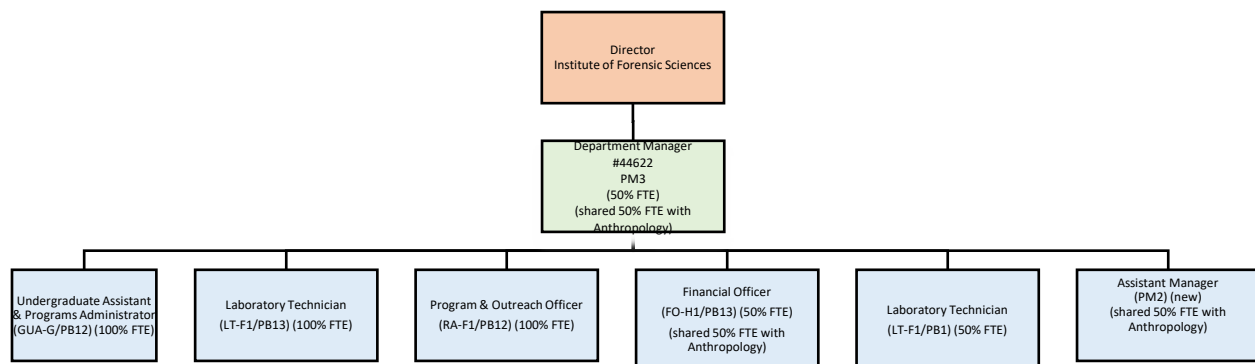 Director
Institute of Forensic Sciences
Department Manager
#44622
PM3
(50% FTE)
(shared 50% FTE with
Anthropology)
Undergraduate Assistant
& Programs Administrator
(GUA-G/PB12) (100% FTE)
Laboratory Technician
(LT-F1/PB13) (100% FTE)
Program & Outreach Officer
(RA-F1/PB12) (100% FTE)
Financial Officer
(FO-H1/PB13) (50% FTE)
(shared 50% FTE with
Anthropology)
Laboratory Technician
(LT-F1/PB1) (50% FTE)
Assistant Manager
(PM2) (new)
(shared 50% FTE with
Anthropology)